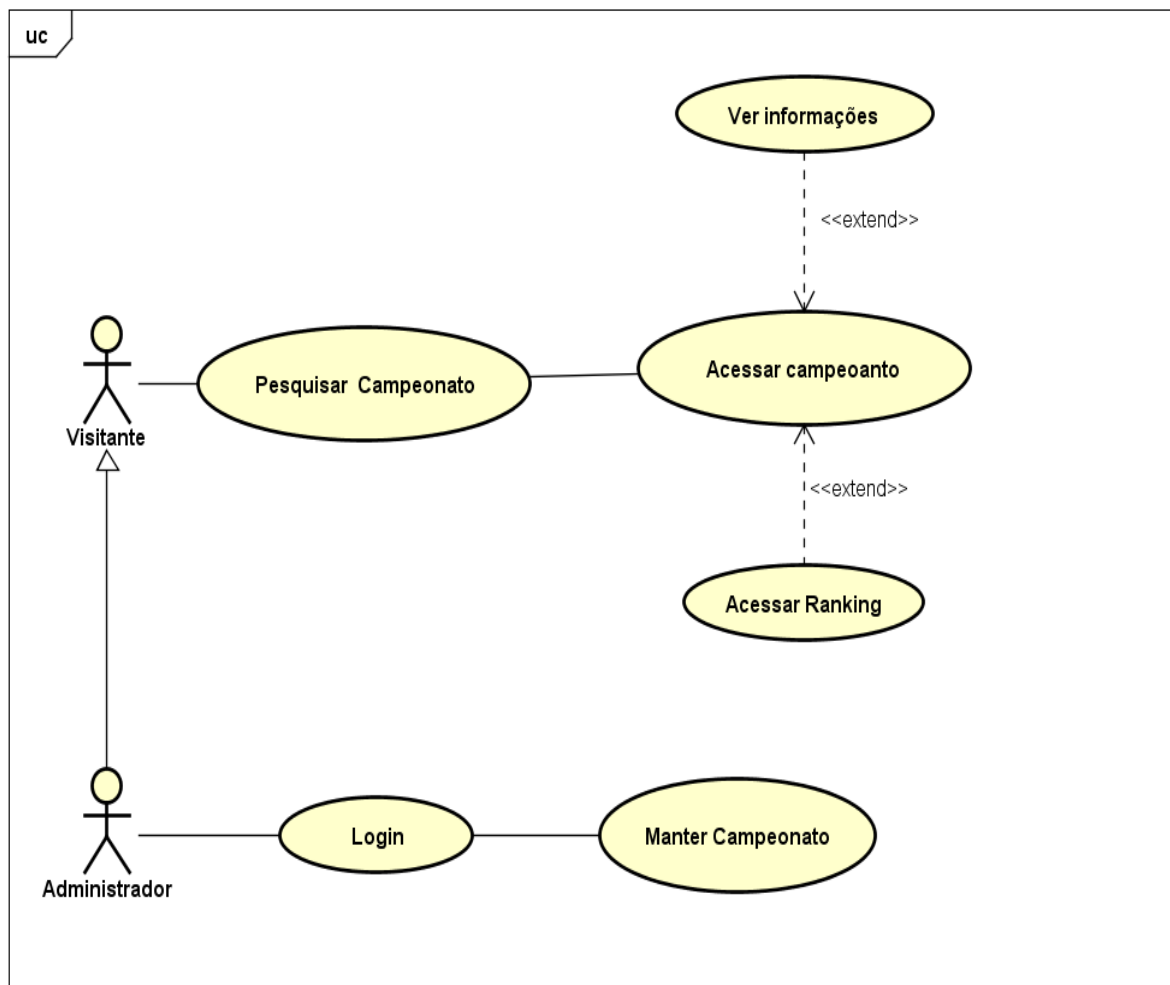 uc
Ver informações
<<extend>>
Acessar campeoanto
Pesquisar Campeonato
Visitante
<<extend>>
Acessar Ranking
Login
Manter Campeonato
Administrador